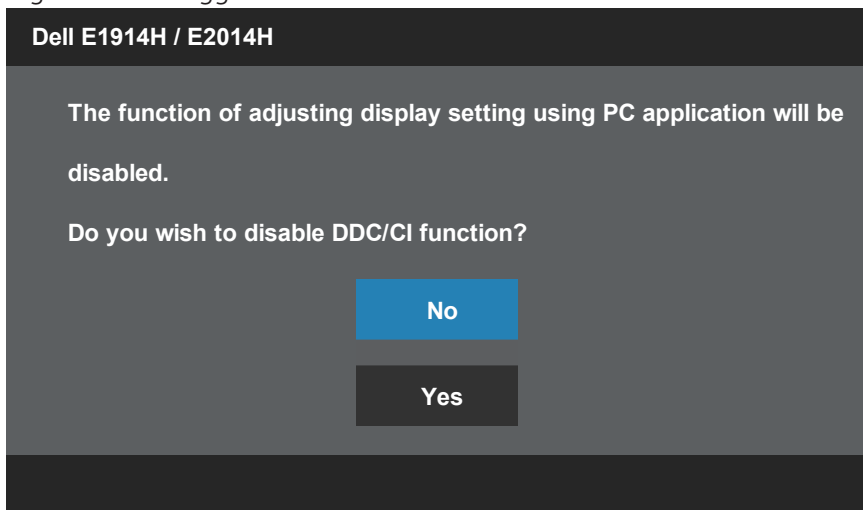 Dell E1914H / E2014H
The function of adjusting display setting using PC application will be
disabled.
Do you wish to disable DDC/CI function?
No
Yes